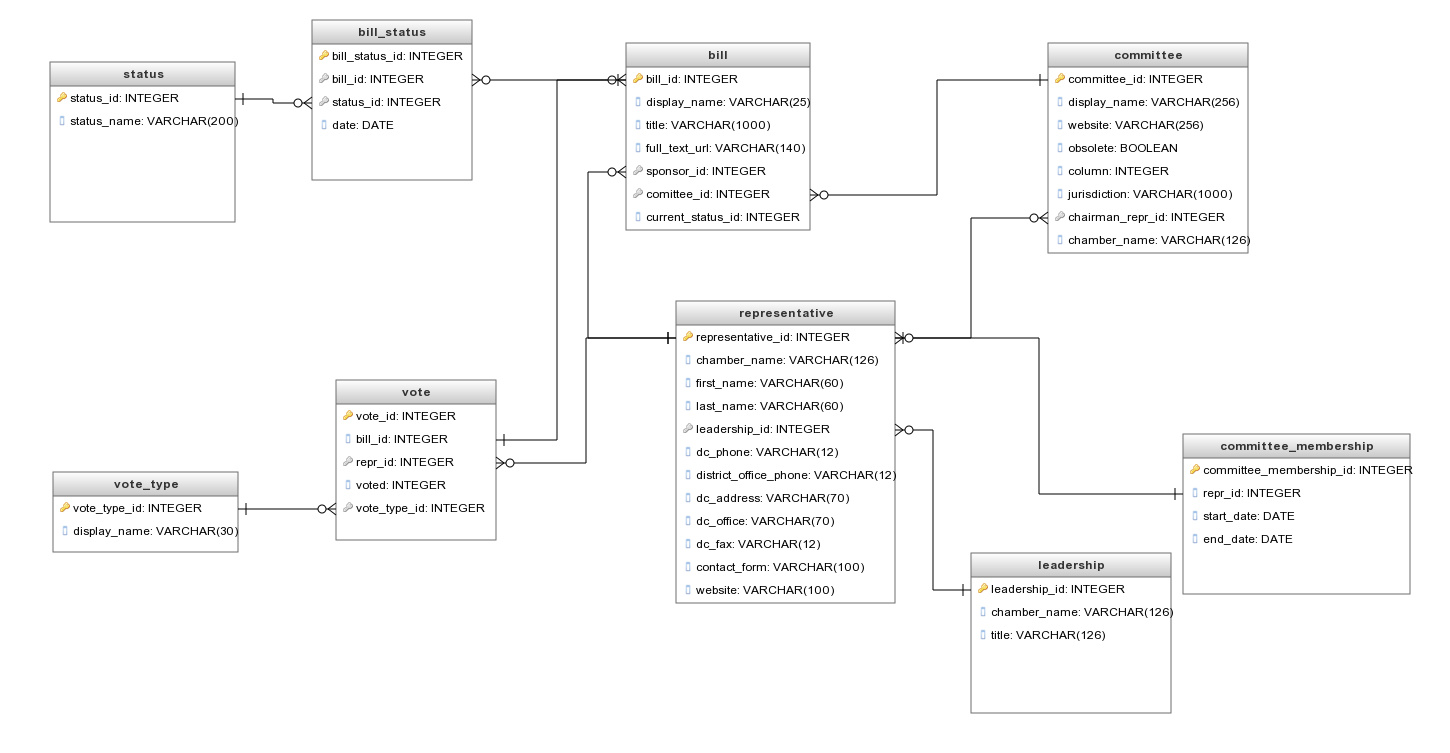 bill_status
bill_status_id: INTEGER
bill_id: INTEGER
status_id: INTEGER
date: DATE
status
status_id: INTEGER
status_name: VARCHAR(200)
bill
bill_id: INTEGER
display_name: VARCHAR(25)
title: VARCHAR(1000)
full_text_url: VARCHAR(140)
sponsor_id: INTEGER
comittee_id: INTEGER
current_status_id: INTEGER
committee
committee_id: INTEGER
display_name: VARCHAR(256)
website: VARCHAR(256)
obsolete: BOOLEAN
column: INTEGER
jurisdiction: VARCHAR(1000)
chairman_repr_id: INTEGER
chamber_name: VARCHAR(126)
representative
representative_id: INTEGER
chamber_name: VARCHAR(126)
first_name: VARCHAR(60)
last_name: VARCHAR(60)
leadership_id: INTEGER
dc_phone: VARCHAR(12)
district_office_phone: VARCHAR(12)
dc_address: VARCHAR(70)
dc_office: VARCHAR(70)
dc_fax: VARCHAR(12)
contact_form: VARCHAR(100)
website: VARCHAR(100)
vote
vote_id: INTEGER
bill_id: INTEGER
repr_id: INTEGER
voted: INTEGER
vote_type_id: INTEGER
vote_type
vote_type_id: INTEGER
display_name: VARCHAR(30)
committee_membership
committee_membership_id: INTEGER
repr_id: INTEGER
start_date: DATE
end_date: DATE
leadership
leadership_id: INTEGER
chamber_name: VARCHAR(126)
title: VARCHAR(126)